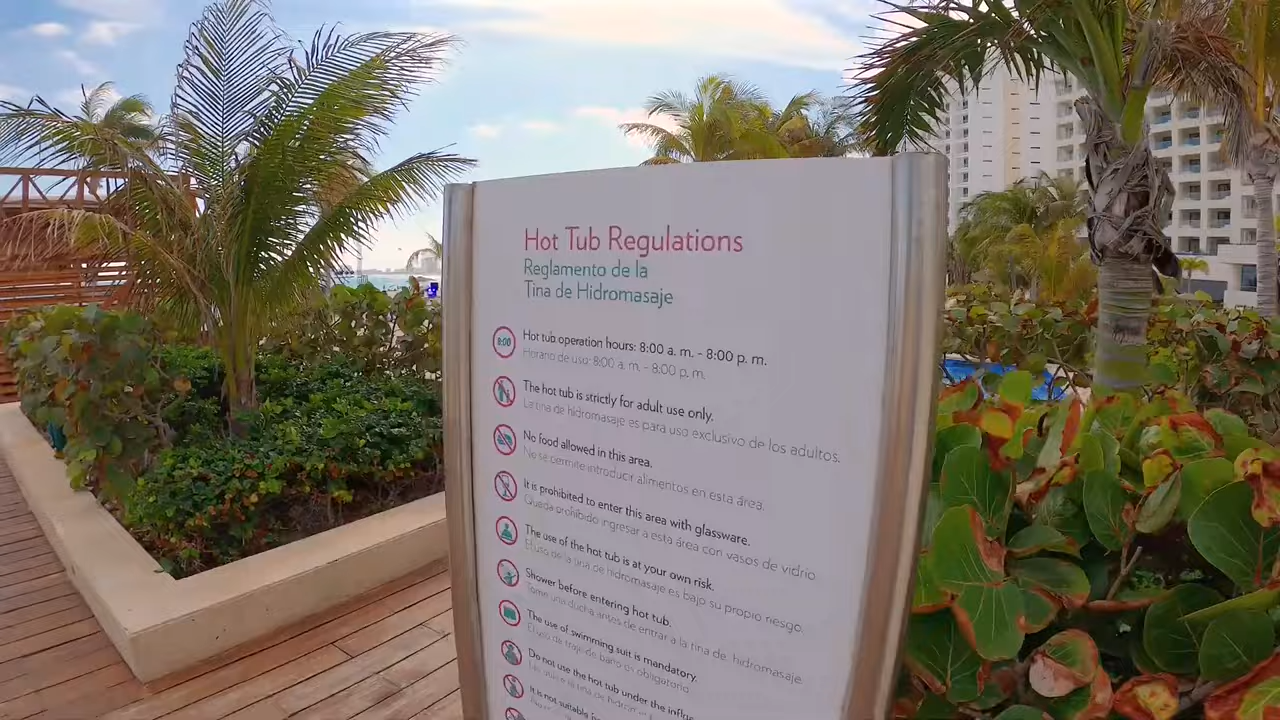 Hot Tub Regulations
Reglamento de la
Tina de Hidromasaje
8:00
Hot tub operation hours: 8:00 a. m. - 8:00 p. m.
Horario de uso: 8:00 a. m. - 8:00 p. m.
The hot tub is strictly for adult use only.
La tina de hidromasaje es para uso exclusivo de los adultos.
No food allowed in this area.
No se permite introducir alimentos en esta área.
It is prohibited to enter this area with glassware.
Queda prohibido ingresar a esta área con vasos de vidrio
The use of the hot tub is at your own risk.
El uso de la tina de hidromasaje es bajo su propio riesgo.
Shower before entering hot tub.
Tome una ducha antes de entrar a la tina de hidromasaje
The use of swimming suit is mandatory.
El uso de traje de baño es obligatorio
Do not use the hot tub under the
It is not suitable